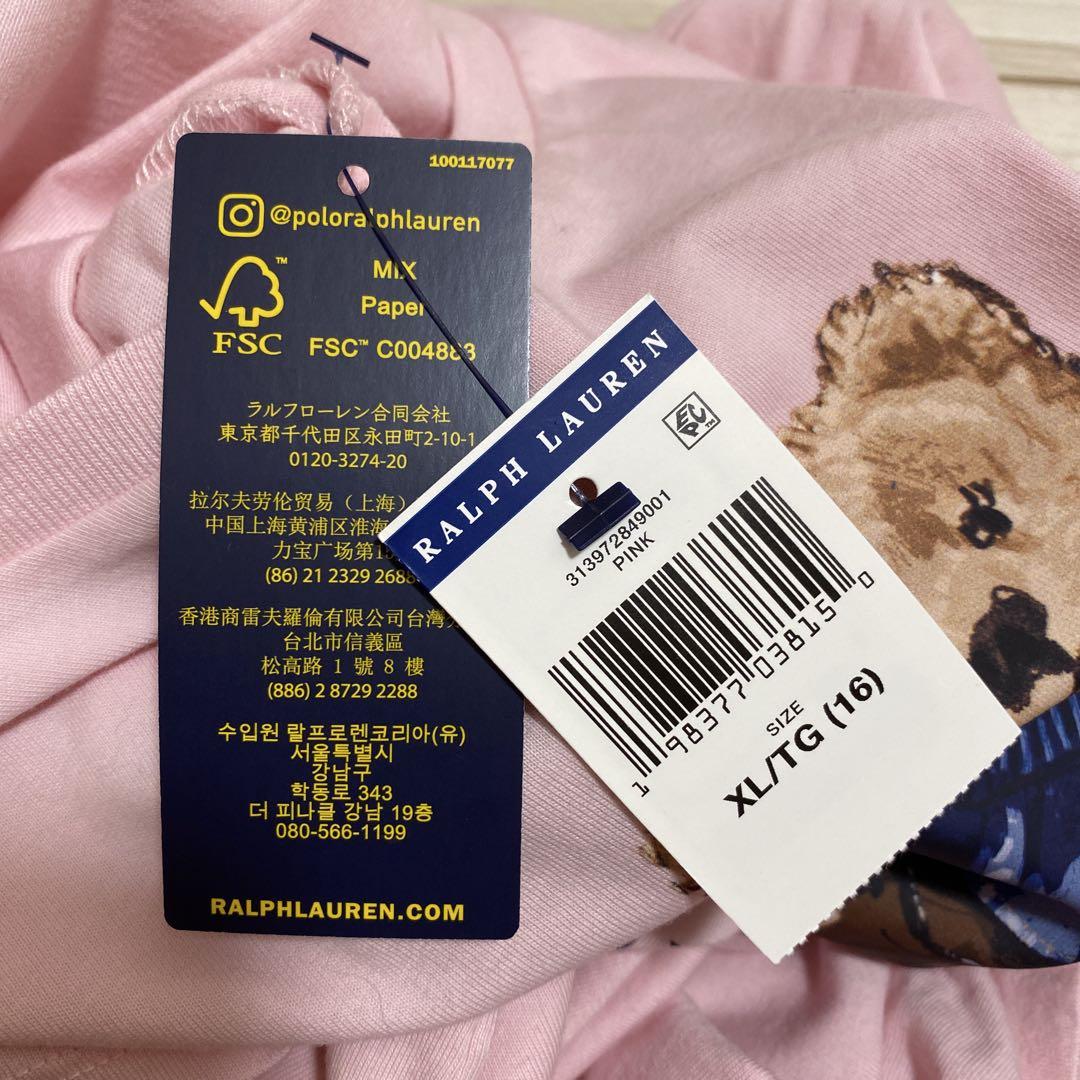 100117077
@poloralphlauren
MIX
Paper
FSC
FSC™ C004883
ラルフローレン合同会社
東京都千代田区永田町2-10-1
0120-3274-20
拉尔夫劳伦贸易（上海）
中国上海黄浦区淮海
力宝广场第
(86) 21 2329 2688
香港商雷夫羅倫有限公司台灣
台北市信義區
松高路 1 號 8 樓
(886) 2 8729 2288
수입원 랄프로렌코리아(유)
서울특별시
강남구
학동로 343
더 피나클 강남 19층
080-566-1199
RALPHLAUREN.COM
RALPH LAUREN
EPC™
313972849001
PINK
1 98377 03815 0
SIZE
XL/TG (16)